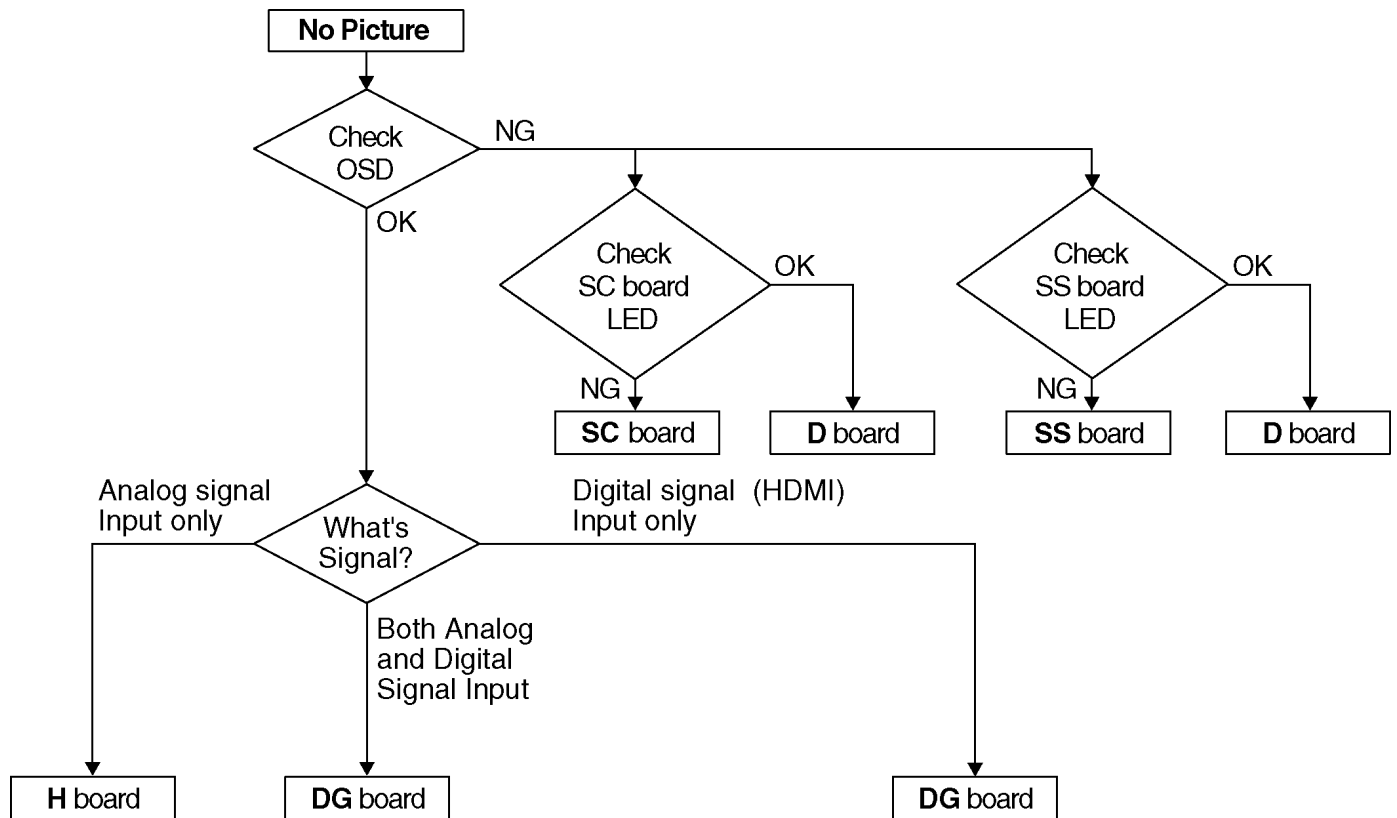 No Picture
Check
OSD
NG
OK
Check
SC board
LED
OK
NG
SC board
D board
Check
SS board
LED
OK
NG
SS board
D board
Analog signal
Input only
What's
Signal?
Digital signal (HDMI)
Input only
Both Analog
and Digital
Signal Input
H board
DG board
DG board